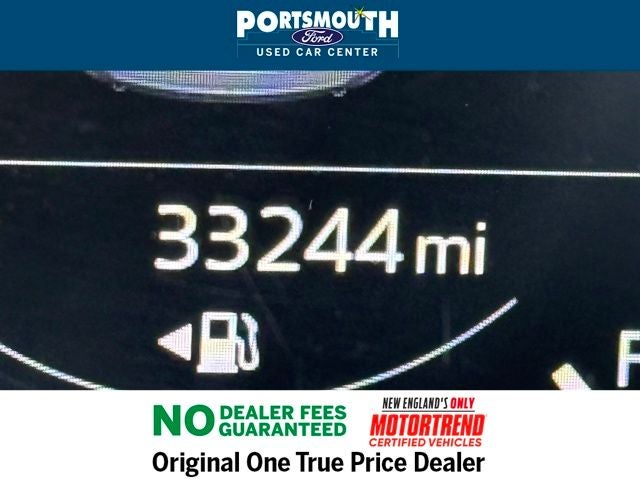 PORTSMOUTH
Ford
USED CAR CENTER
33244 mi
F
NO DEALER FEES
GUARANTEED
NEW ENGLAND'S ONLY
MOTORTREND
CERTIFIED VEHICLES
Original One True Price Dealer